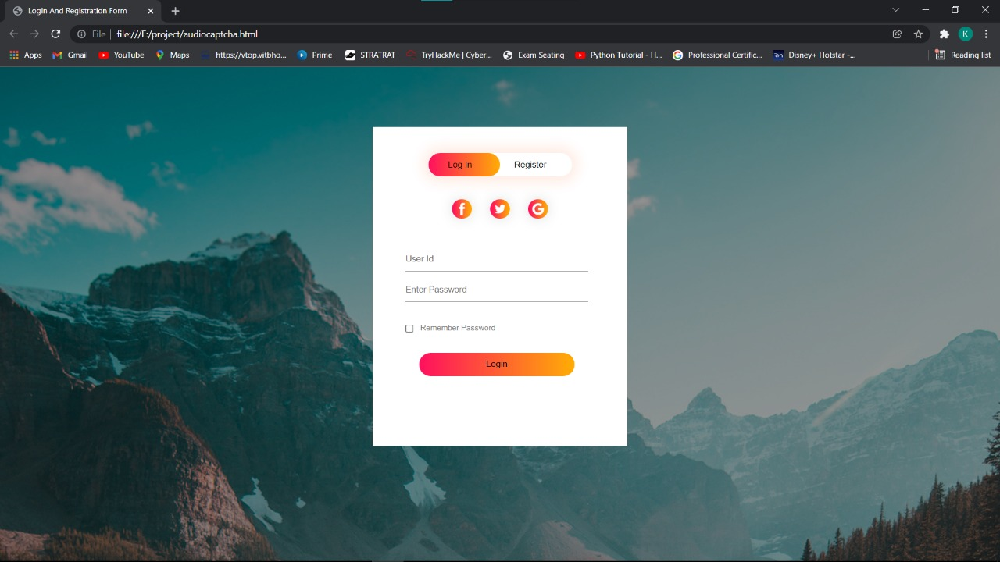 Login And Registration Form
File file:///E:/project/audiocaptcha.html
K
Apps Gmail YouTube Maps https://vtop.vitbho... Prime STRATRAT TryHackMe | Cyber... Exam Seating Python Tutorial - H... Professional Certific... Disney+ Hotstar -... Reading list
Log In Register
User Id
Enter Password
Remember Password
Login